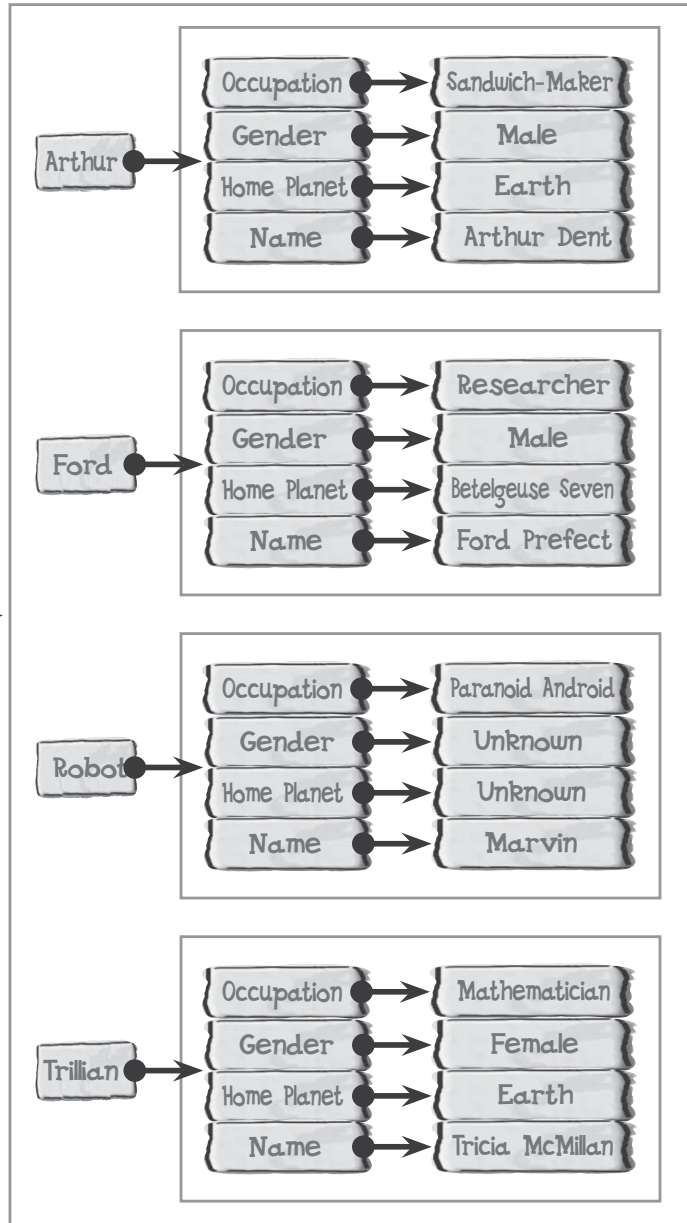 Occupation Sandwich-Maker
Gender Male
Arthur
Home Planet Earth
Name Arthur Dent
Occupation Researcher
Gender Male
Ford
Home Planet Betelgeuse Seven
Name Ford Prefect
Occupation Paranoid Android
Gender Unknown
Robot
Home Planet Unknown
Name Marvin
Occupation Mathematician
Gender Female
Trillian
Home Planet Earth
Name Tricia McMillan